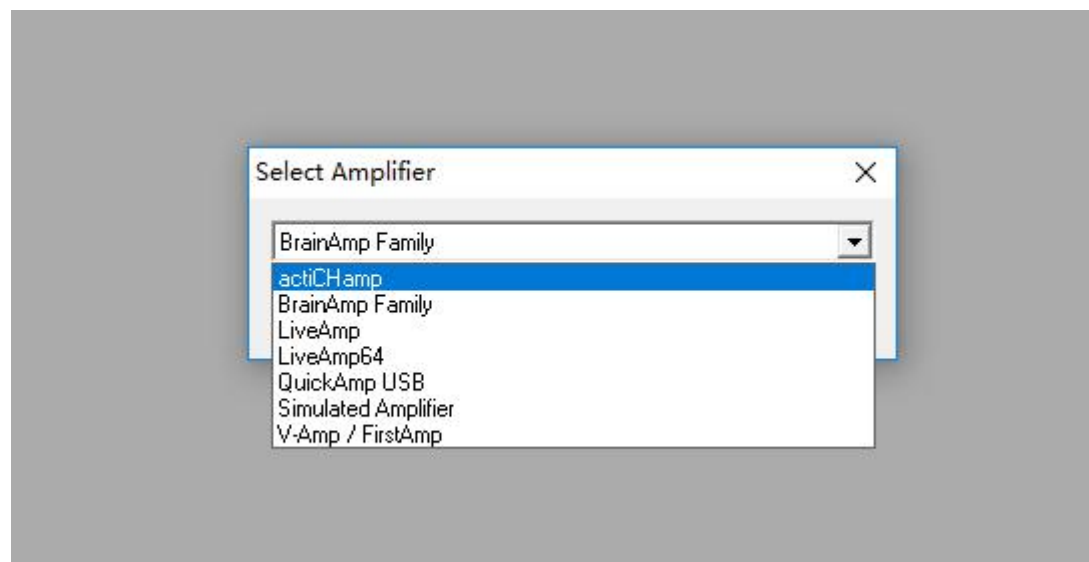 Select Amplifier
BrainAmp Family
actiCHamp
BrainAmp Family
LiveAmp
LiveAmp64
QuickAmp USB
Simulated Amplifier
V-Amp / FirstAmp